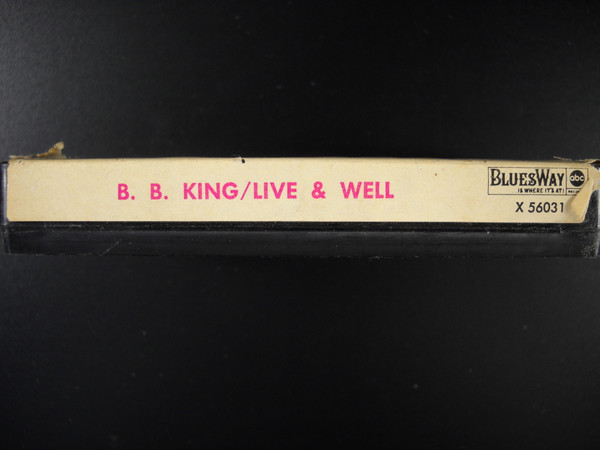 B. B. KING/LIVE & WELL
BLUESWAY abc
IS WHERE IT'S AT!
X 56031